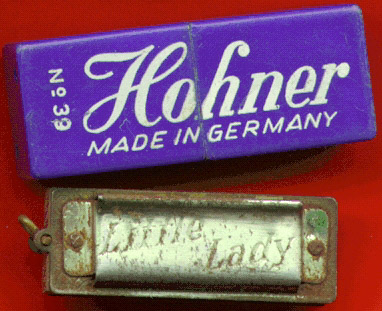 Hohner
No 39
MADE IN GERMANY
Little
Lady